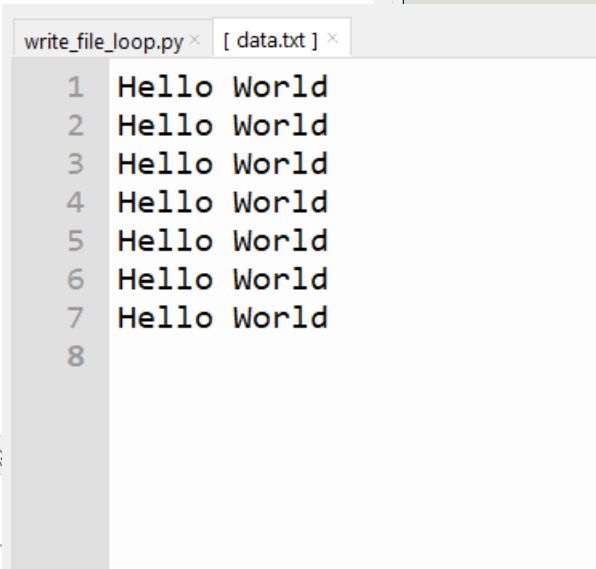 write_file_loop.py × [ data.txt ] ×
1 Hello World
2 Hello World
3 Hello World
4 Hello World
5 Hello World
6 Hello World
7 Hello World
8